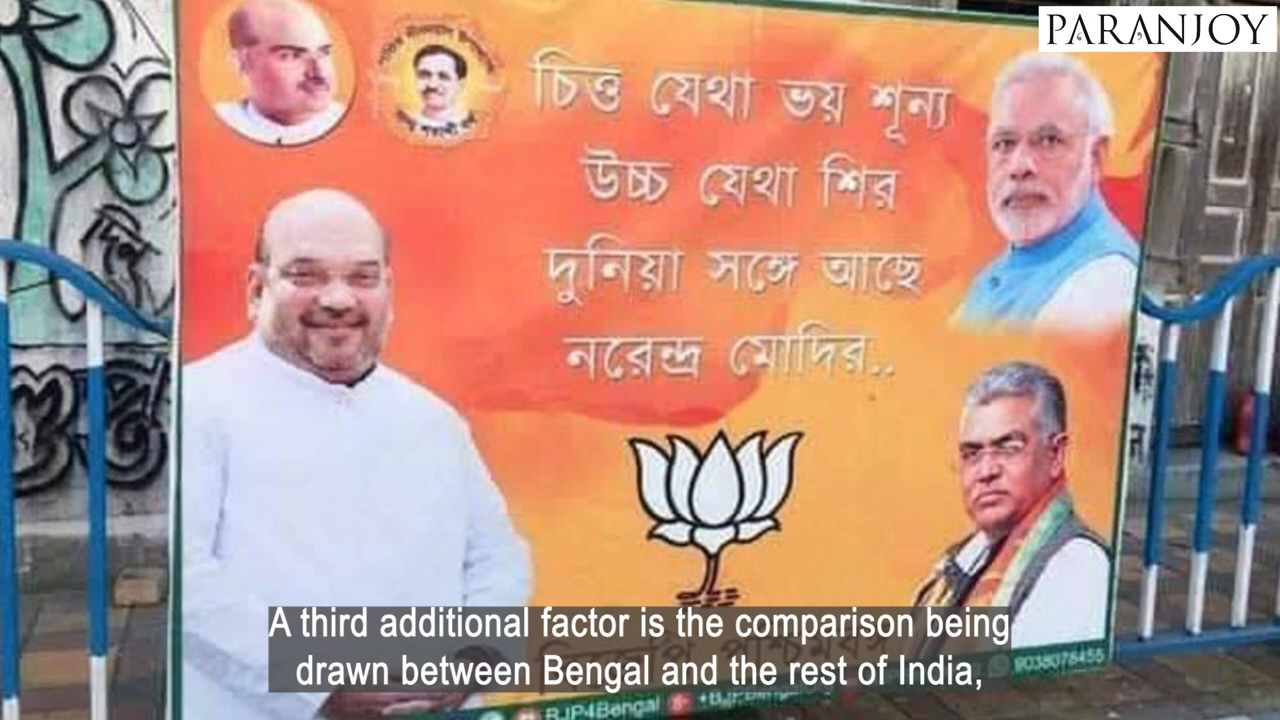 PARANJOY
চিত্ত যেথা ভয় শূন্য
উচ্চ যেথা শির
দুনিয়া সঙ্গে আছে
নরেন্দ্র মোদির..
A third additional factor is the comparison being
drawn between Bengal and the rest of India,
9038078455
BJP4Bengal